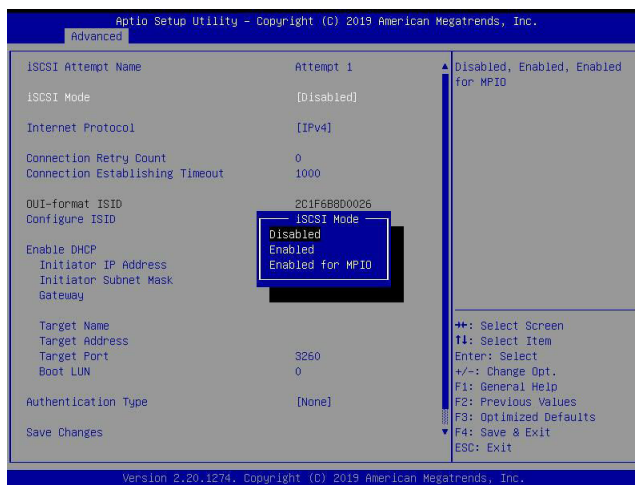 Aptio Setup Utility – Copyright (C) 2019 American Megatrends, Inc.
Advanced
iSCSI Attempt Name Attempt 1
iSCSI Mode [Disabled]
Internet Protocol [IPv4]
Connection Retry Count 0
Connection Establishing Timeout 1000
OUI-format ISID 2C1F6B8D0026
Configure ISID
Enable DHCP
Initiator IP Address
Initiator Subnet Mask
Gateway
Target Name
Target Address
Target Port 3260
Boot LUN 0
Authentication Type [None]
Save Changes
iSCSI Mode
Disabled
Enabled
Enabled for MPIO
Disabled, Enabled, Enabled
for MPIO
→←: Select Screen
↑↓: Select Item
Enter: Select
+/-: Change Opt.
F1: General Help
F2: Previous Values
F3: Optimized Defaults
F4: Save & Exit
ESC: Exit
Version 2.20.1274. Copyright (C) 2019 American Megatrends, Inc.